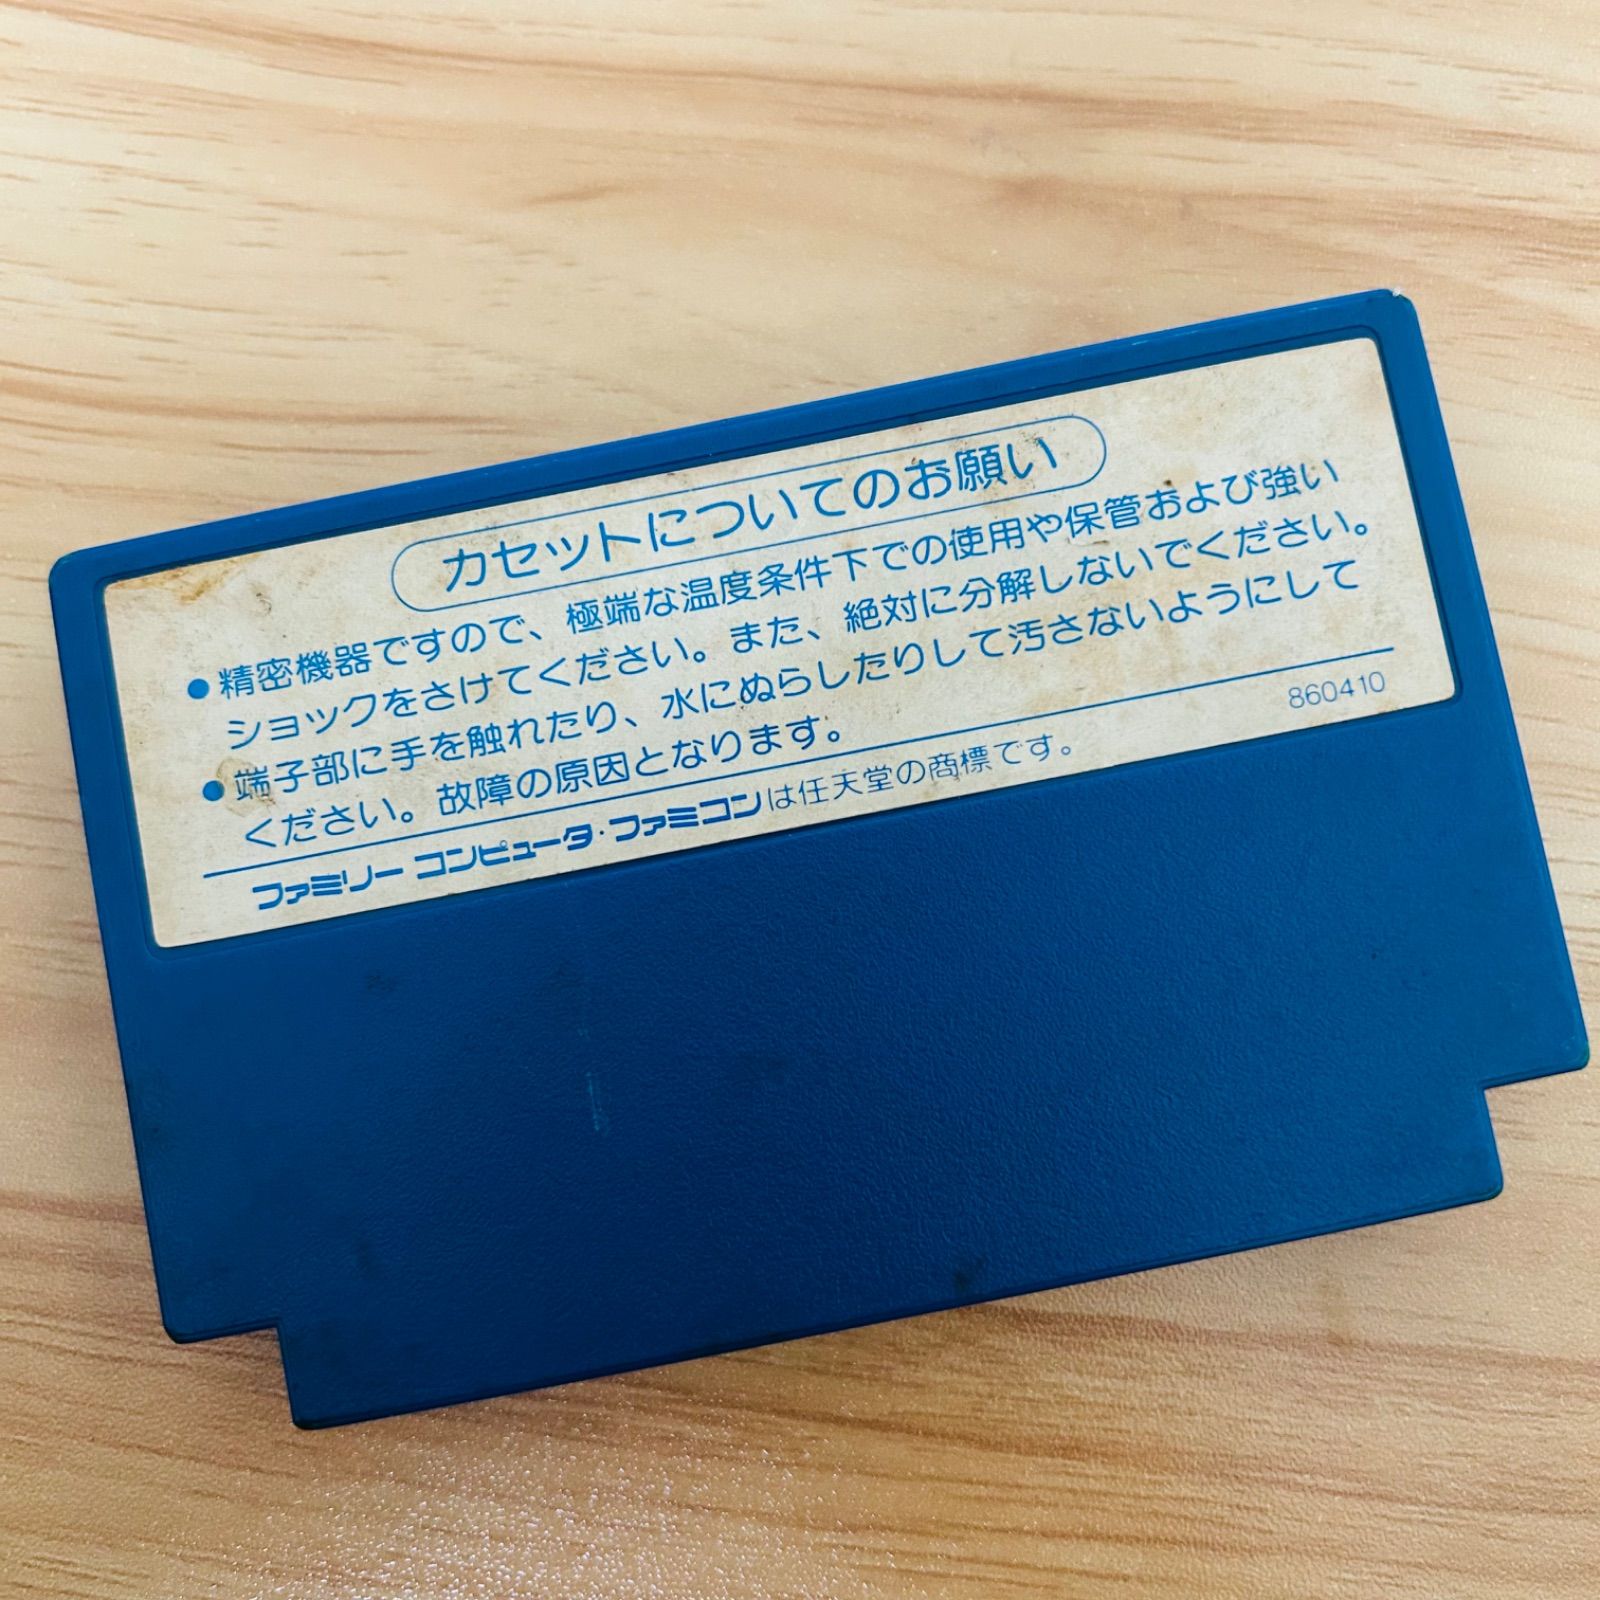 カセットについてのお願い
●精密機器ですので、極端な温度条件下での使用や保管および強い
ショックをさけてください。また、絶対に分解しないでください。
●端子部に手を触れたり、水にぬらしたりして汚さないようにして
ください。故障の原因となります。
860410
ファミリー コンピュータ・ファミコンは任天堂の商標です。